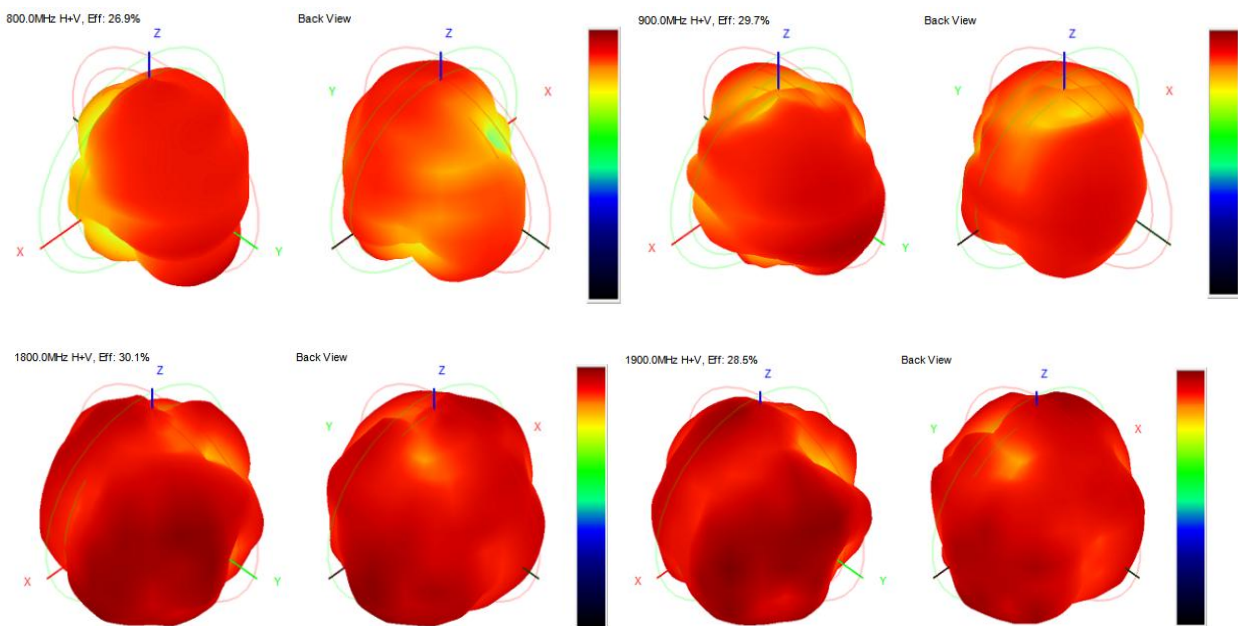 800.0MHz H+V, Eff: 26.9%
Back View
900.0MHz H+V, Eff: 29.7%
Back View
Z
Z
Z
Z
Y
X
Y
X
X
Y
X
Y
1800.0MHz H+V, Eff: 30.1%
Back View
1900.0MHz H+V, Eff: 28.5%
Back View
Z
Z
Z
Z
Y
X
Y
X
X
Y
X
Y